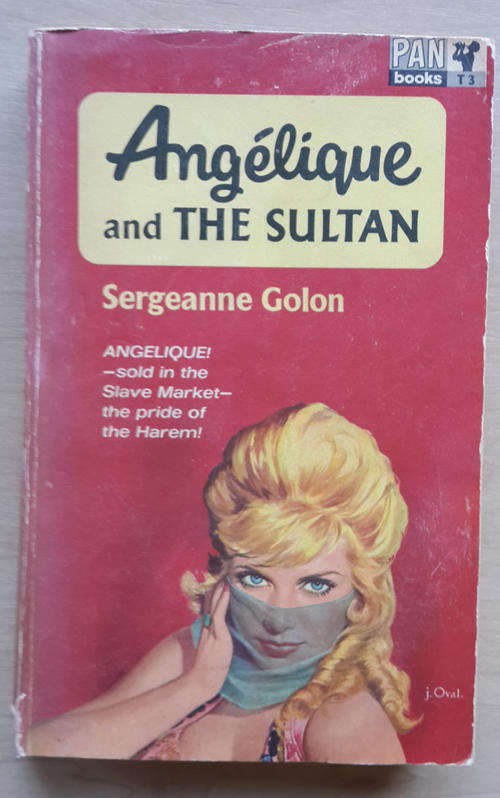 PAN
books T3
Angélique
and THE SULTAN
Sergeanne Golon
ANGELIQUE!
—sold in the
Slave Market—
the pride of
the Harem!
j. Oval.